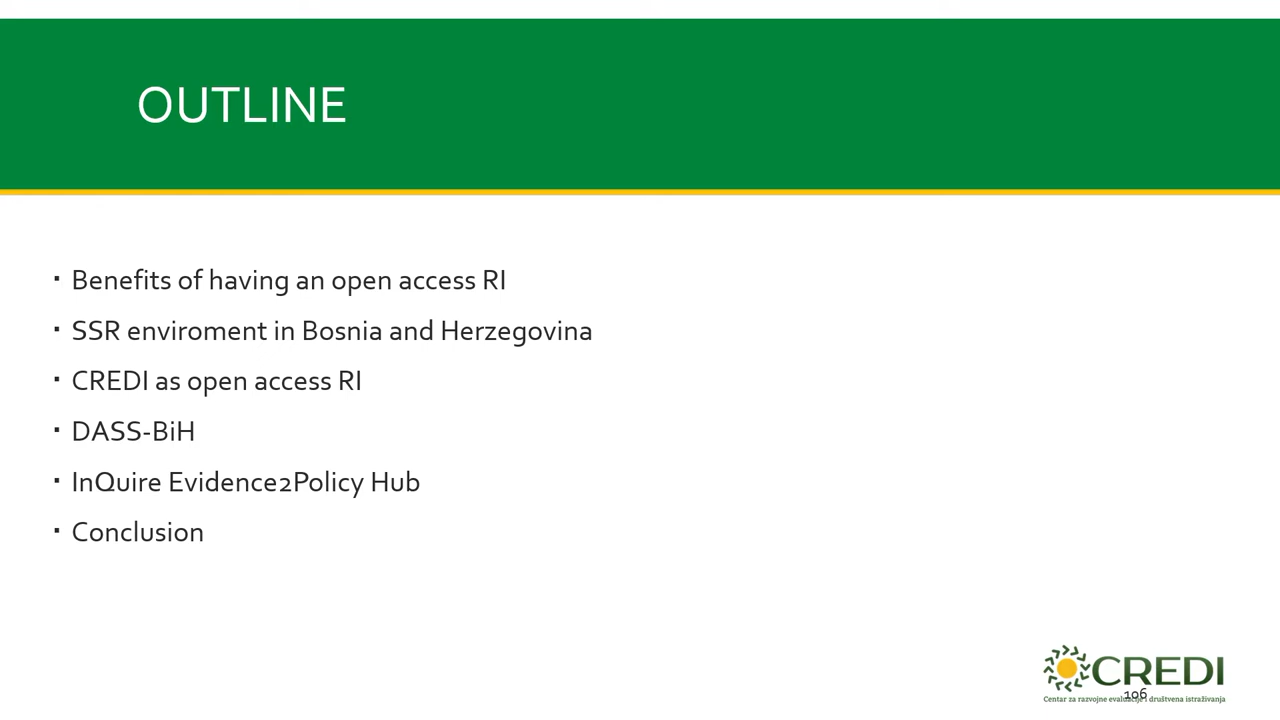 OUTLINE
▪ Benefits of having an open access RI
▪ SSR enviroment in Bosnia and Herzegovina
▪ CREDI as open access RI
▪ DASS-BiH
▪ InQuire Evidence2Policy Hub
▪ Conclusion
CREDI
106
Centar za razvojne evaluacije i društvena istraživanja